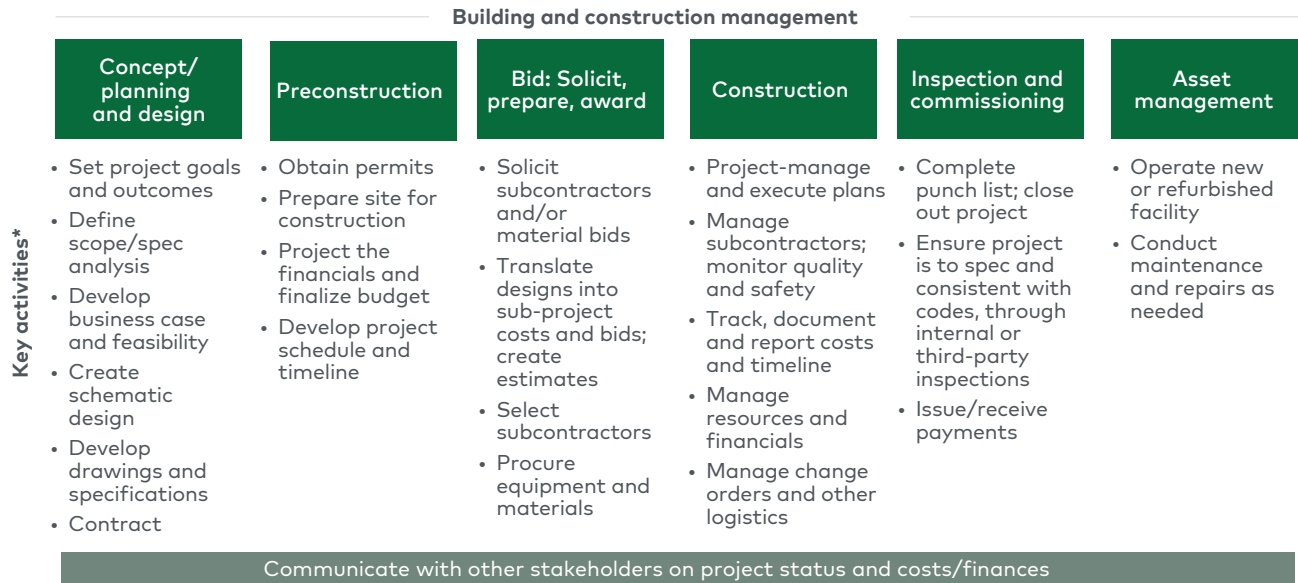 Building and construction management
Concept/
planning
and design
Preconstruction
Bid: Solicit,
prepare, award
Construction
Inspection and
commissioning
Asset
management
Key activities*
• Set project goals
and outcomes
• Define
scope/spec
analysis
• Develop
business case
and feasibility
• Create
schematic
design
• Develop
drawings and
specifications
• Contract
• Obtain permits
• Prepare site for
construction
• Project the
financials and
finalize budget
• Develop project
schedule and
timeline
• Solicit
subcontractors
and/or
material bids
• Translate
designs into
sub-project
costs and bids;
create
estimates
• Select
subcontractors
• Procure
equipment and
materials
• Project-manage
and execute plans
• Manage
subcontractors;
monitor quality
and safety
• Track, document
and report costs
and timeline
• Manage
resources and
financials
• Manage change
orders and other
logistics
• Complete
punch list; close
out project
• Ensure project
is to spec and
consistent with
codes, through
internal or
third-party
inspections
• Issue/receive
payments
• Operate new
or refurbished
facility
• Conduct
maintenance
and repairs as
needed
Communicate with other stakeholders on project status and costs/finances